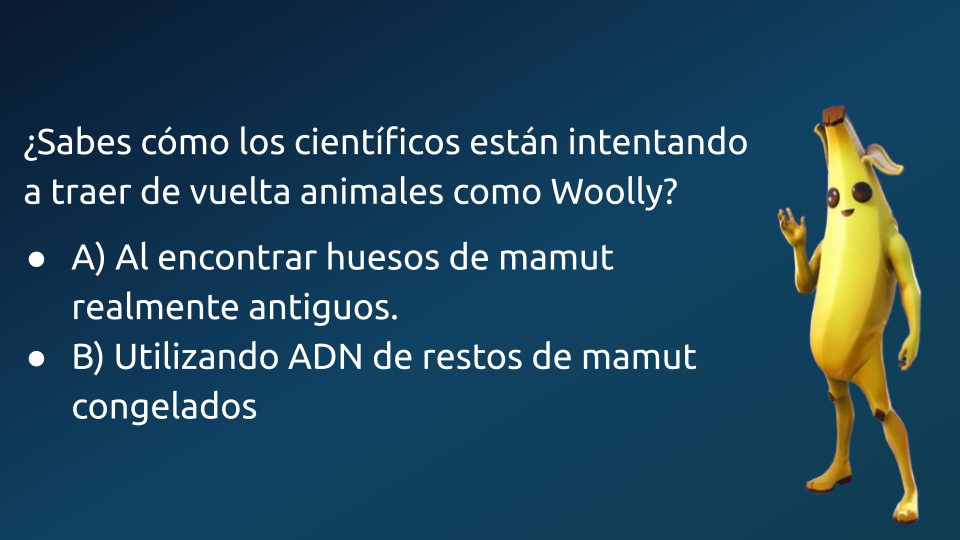 ¿Sabes cómo los científicos están intentando
a traer de vuelta animales como Woolly?
● A) Al encontrar huesos de mamut
realmente antiguos.
● B) Utilizando ADN de restos de mamut
congelados